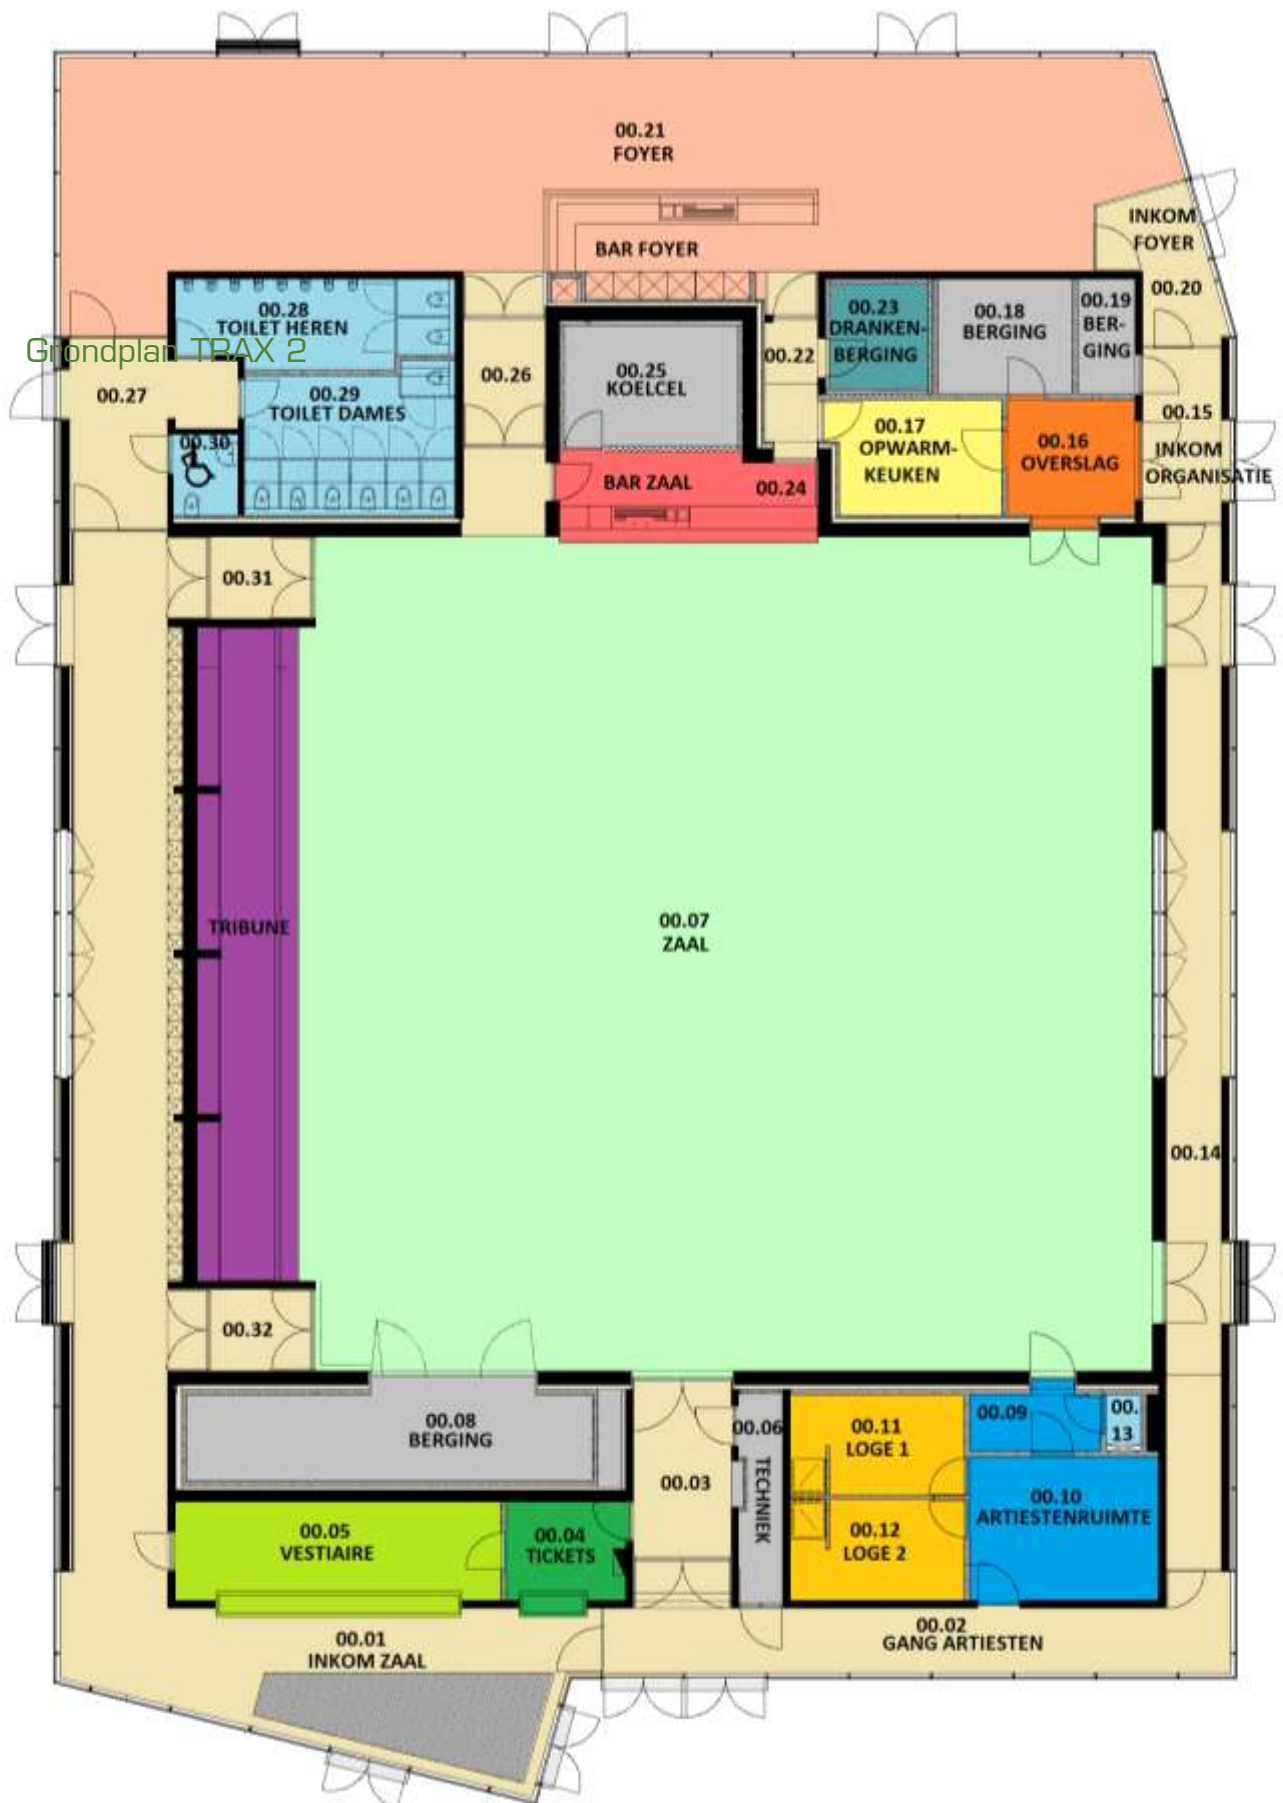 00.21
FOYER
INKOM
FOYER
BAR FOYER
00.20
00.28
TOILET HEREN
00.23
DRANKEN-
BERGING
00.18
BERGING
00.19
BER-
GING
Grondplan TRAX 2
00.22
00.26
00.25
KOELCEL
00.27
00.29
TOILET DAMES
00.15
00.17
OPWARM-
KEUKEN
00.16
OVERSLAG
INKOM
ORGANISATIE
00.30
BAR ZAAL
00.24
00.31
TRIBUNE
00.07
ZAAL
00.14
00.32
00.08
BERGING
00.06
TECHNIEK
00.11
LOGE 1
00.09
00.
13
00.03
00.10
ARTIESTENRUIMTE
00.05
VESTIAIRE
00.04
TICKETS
00.12
LOGE 2
00.01
INKOM ZAAL
00.02
GANG ARTIESTEN